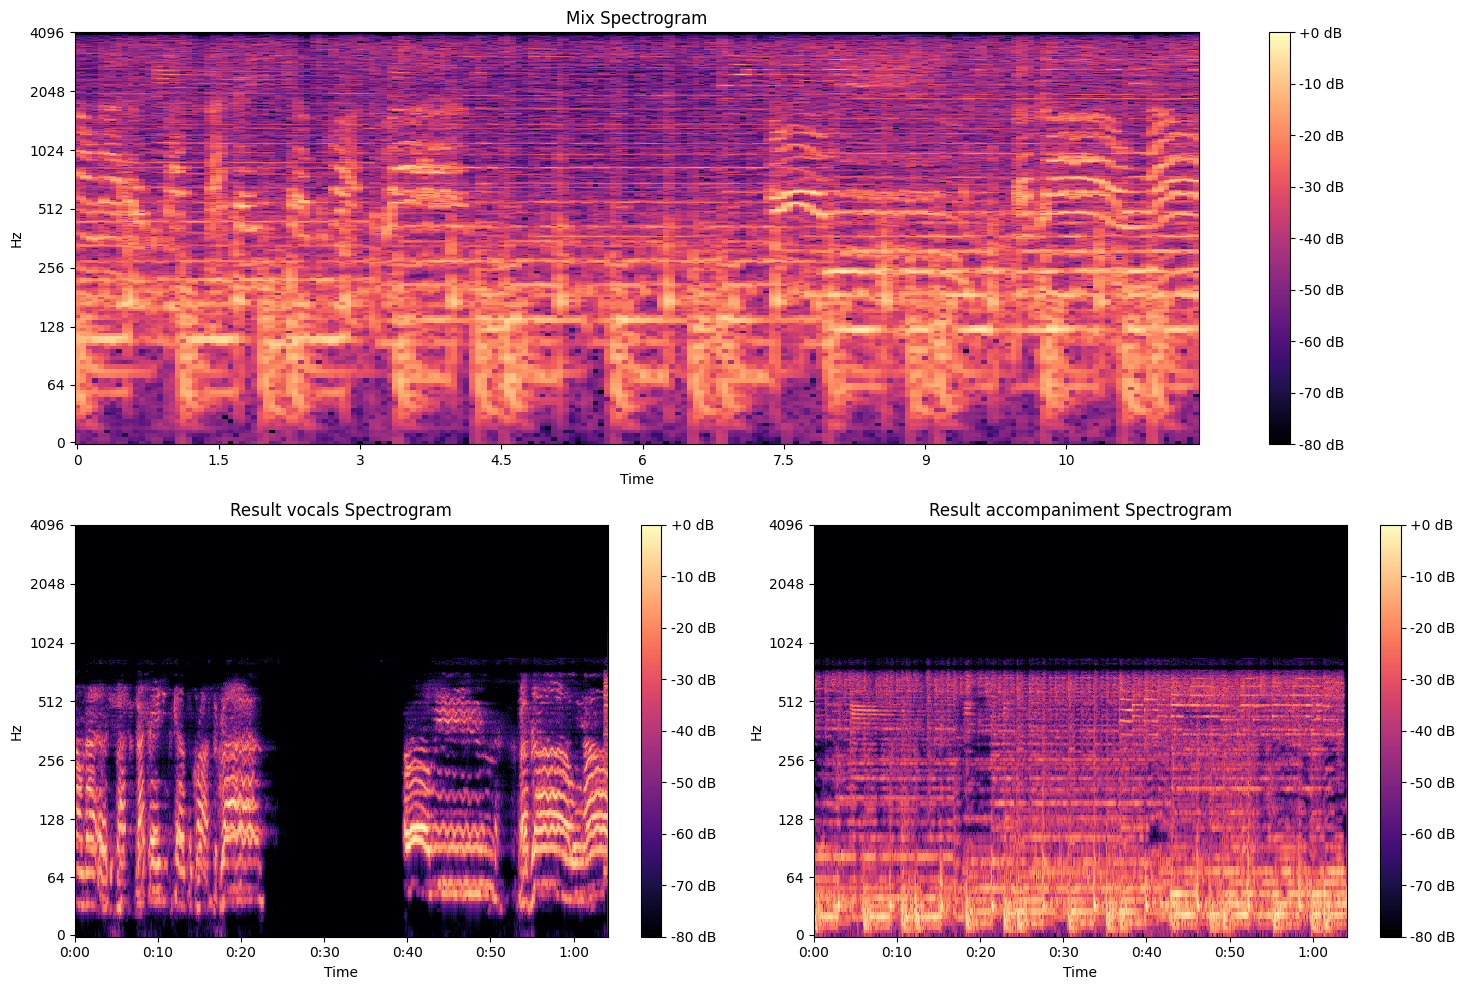 Mix Spectrogram
4096
2048
1024
512
256
128
64
0
Hz
0 1.5 3 4.5 6 7.5 9 10
Time
+0 dB
-10 dB
-20 dB
-30 dB
-40 dB
-50 dB
-60 dB
-70 dB
-80 dB
Result vocals Spectrogram
4096
2048
1024
512
256
128
64
0
Hz
0:00 0:10 0:20 0:30 0:40 0:50 1:00
Time
+0 dB
-10 dB
-20 dB
-30 dB
-40 dB
-50 dB
-60 dB
-70 dB
-80 dB
Result accompaniment Spectrogram
4096
2048
1024
512
256
128
64
0
Hz
0:00 0:10 0:20 0:30 0:40 0:50 1:00
Time
+0 dB
-10 dB
-20 dB
-30 dB
-40 dB
-50 dB
-60 dB
-70 dB
-80 dB